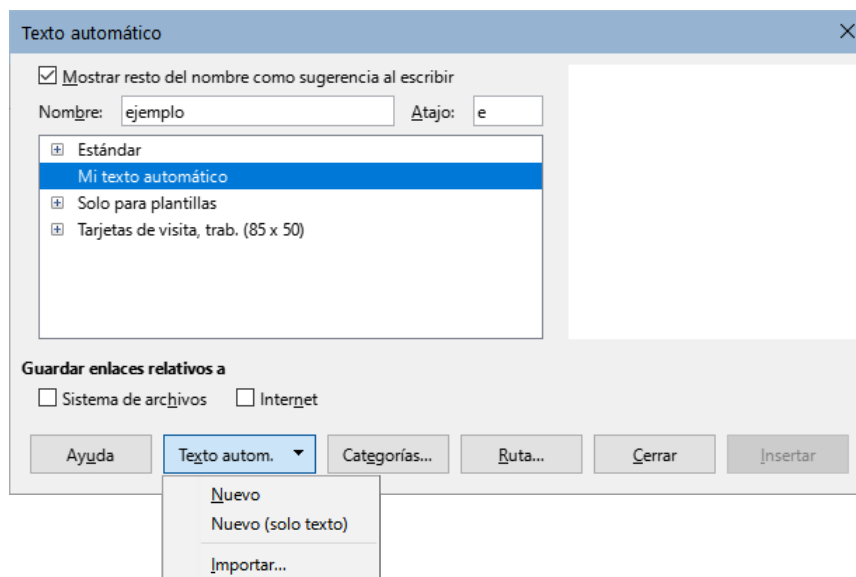 Texto automático
Mostrar resto del nombre como sugerencia al escribir
Nombre: ejemplo Atajo: e
Estándar
Mi texto automático
Solo para plantillas
Tarjetas de visita, trab. (85 x 50)
Guardar enlaces relativos a
Sistema de archivos Internet
Ayuda Texto autom. Categorías... Ruta... Cerrar Insertar
Nuevo
Nuevo (solo texto)
Importar...